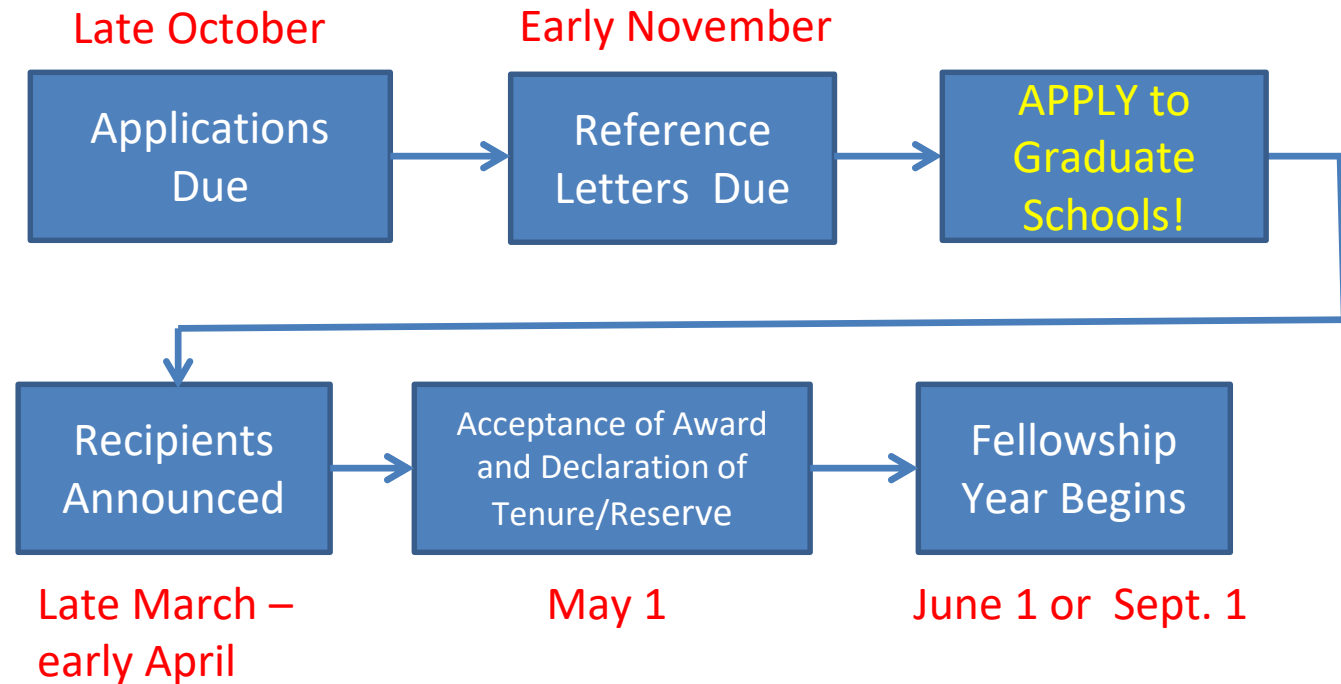 Late October
Early November
Applications
Due
Reference
Letters Due
APPLY to
Graduate
Schools!
Recipients
Announced
Acceptance of Award
and Declaration of
Tenure/Reserve
Fellowship
Year Begins
Late March –
early April
May 1
June 1 or Sept. 1